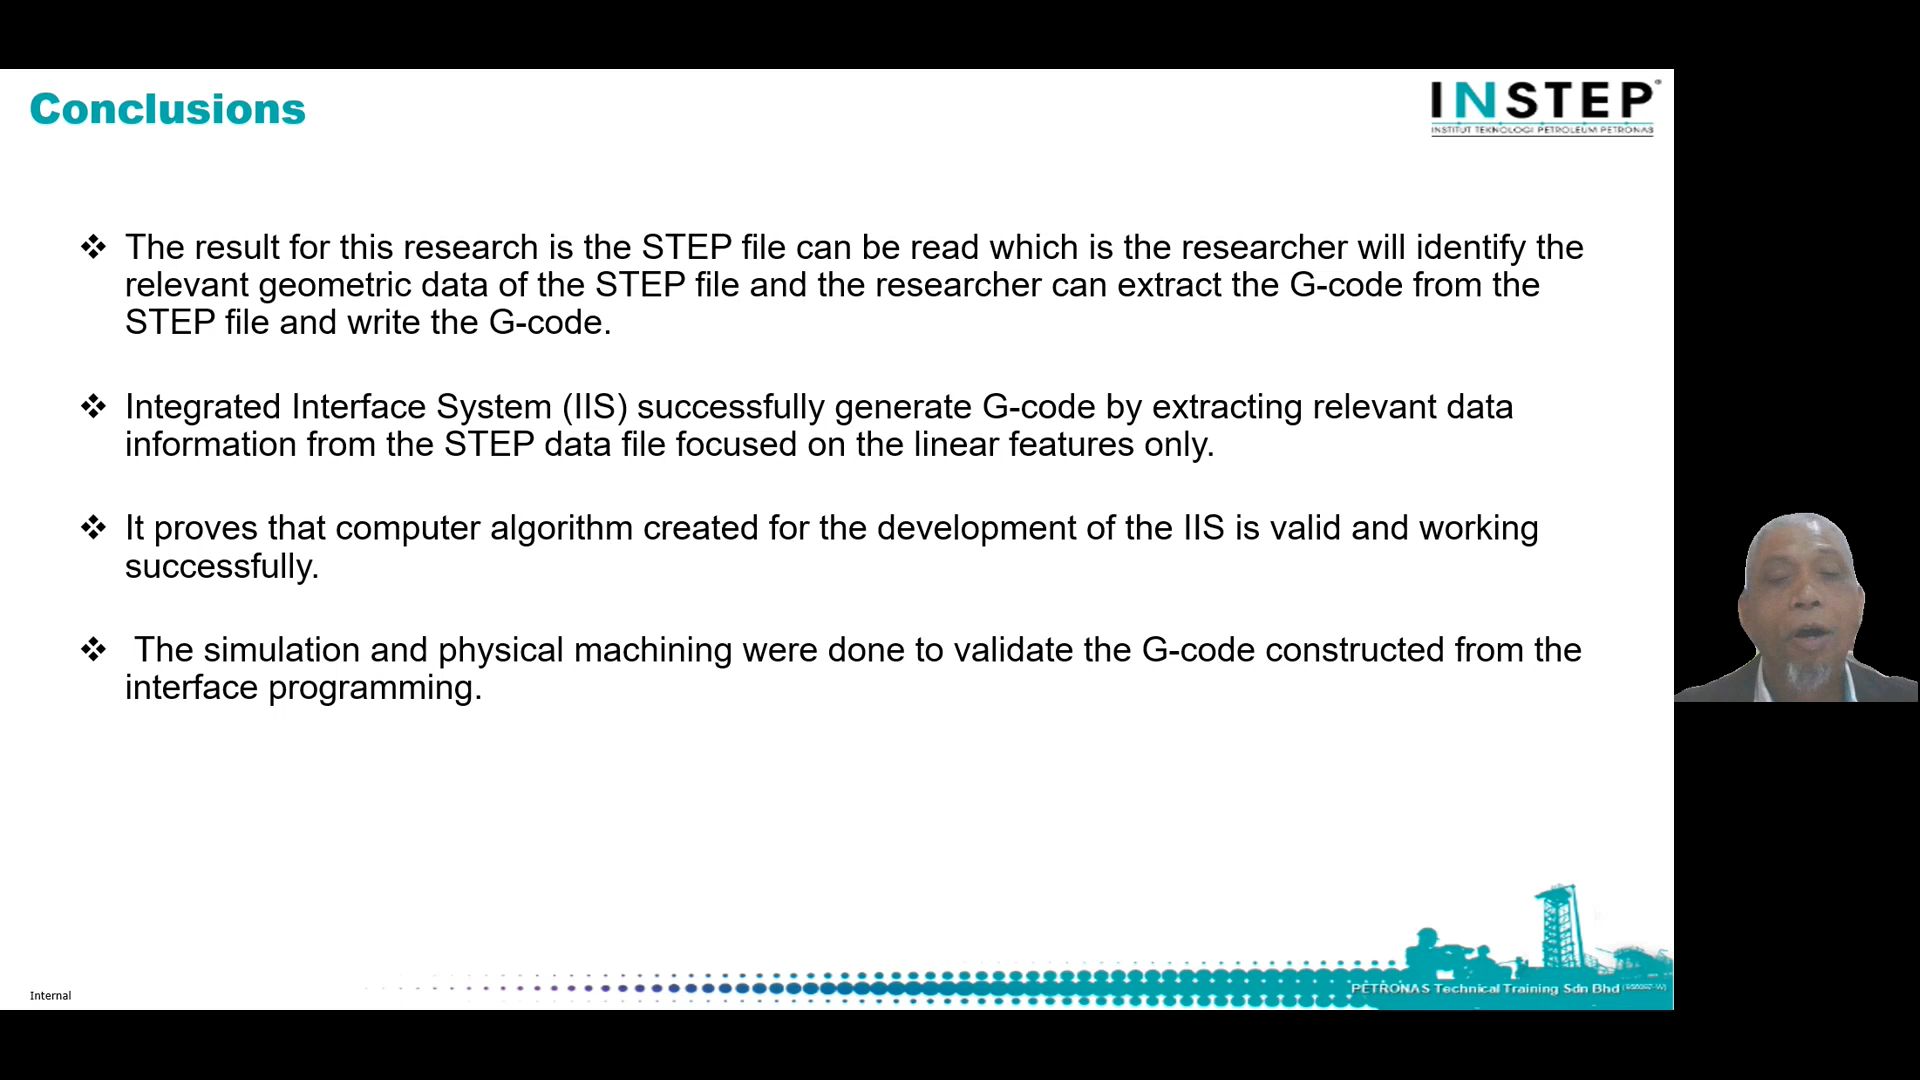 Conclusions
INSTEP
INSTITUT TEKNOLOGI PETROLEUM PETRONAS
❖ The result for this research is the STEP file can be read which is the researcher will identify the
relevant geometric data of the STEP file and the researcher can extract the G-code from the
STEP file and write the G-code.
❖ Integrated Interface System (IIS) successfully generate G-code by extracting relevant data
information from the STEP data file focused on the linear features only.
❖ It proves that computer algorithm created for the development of the IIS is valid and working
successfully.
❖ The simulation and physical machining were done to validate the G-code constructed from the
interface programming.
Internal
PETRONAS Technical Training Sdn Bhd